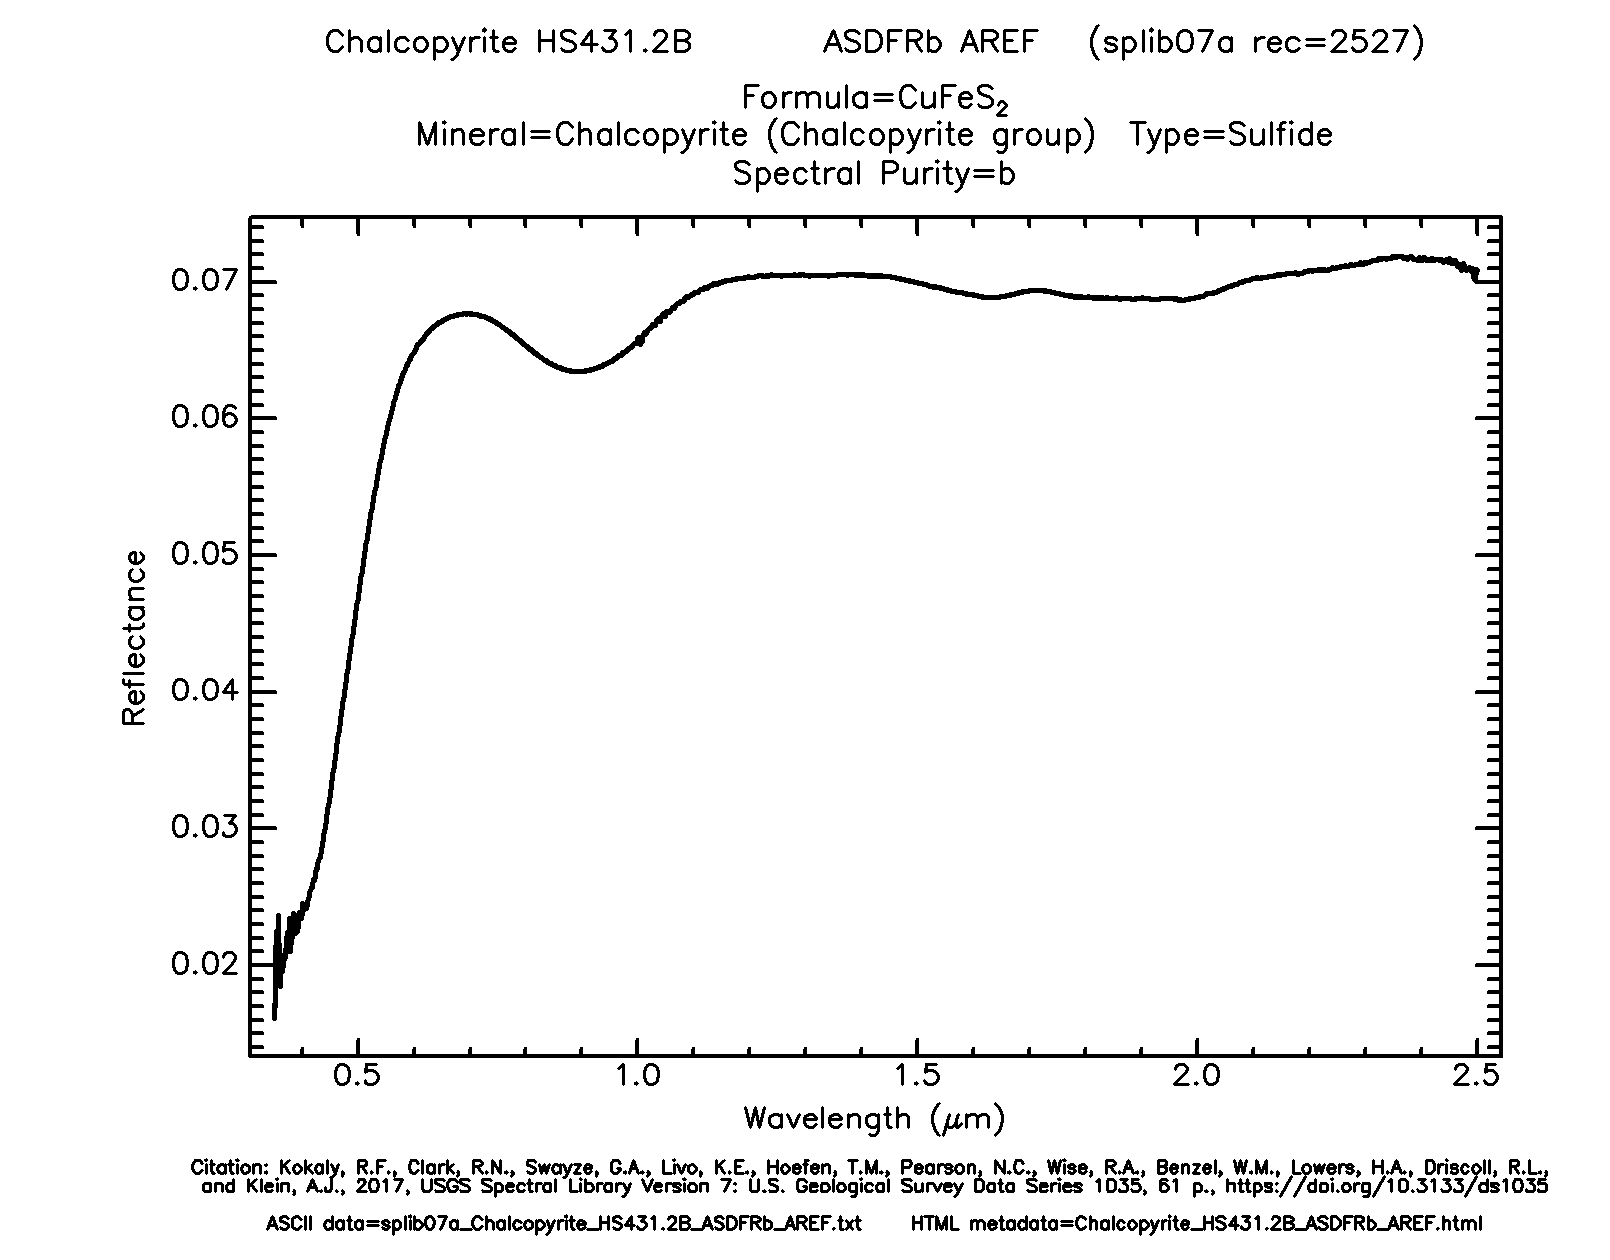 Chalcopyrite HS431.2B ASDFRb AREF (splib07a rec=2527)
Formula=CuFeS2
Mineral=Chalcopyrite (Chalcopyrite group) Type=Sulfide
Spectral Purity=b
0.07
0.06
0.05
0.04
0.03
0.02
Reflectance
0.5 1.0 1.5 2.0 2.5
Wavelength (μm)
Citation: Kokaly, R.F., Clark, R.N., Swayze, G.A., Livo, K.E., Hoefen, T.M., Pearson, N.C., Wise, R.A., Benzel, W.M., Lowers, H.A., Driscoll, R.L.,
and Klein, A.J., 2017, USGS Spectral Library Version 7: U.S. Geological Survey Data Series 1035, 61 p., https://doi.org/10.3133/ds1035
ASCII data=splib07a_Chalcopyrite_HS431.2B_ASDFRb_AREF.txt HTML metadata=Chalcopyrite_HS431.2B_ASDFRb_AREF.html